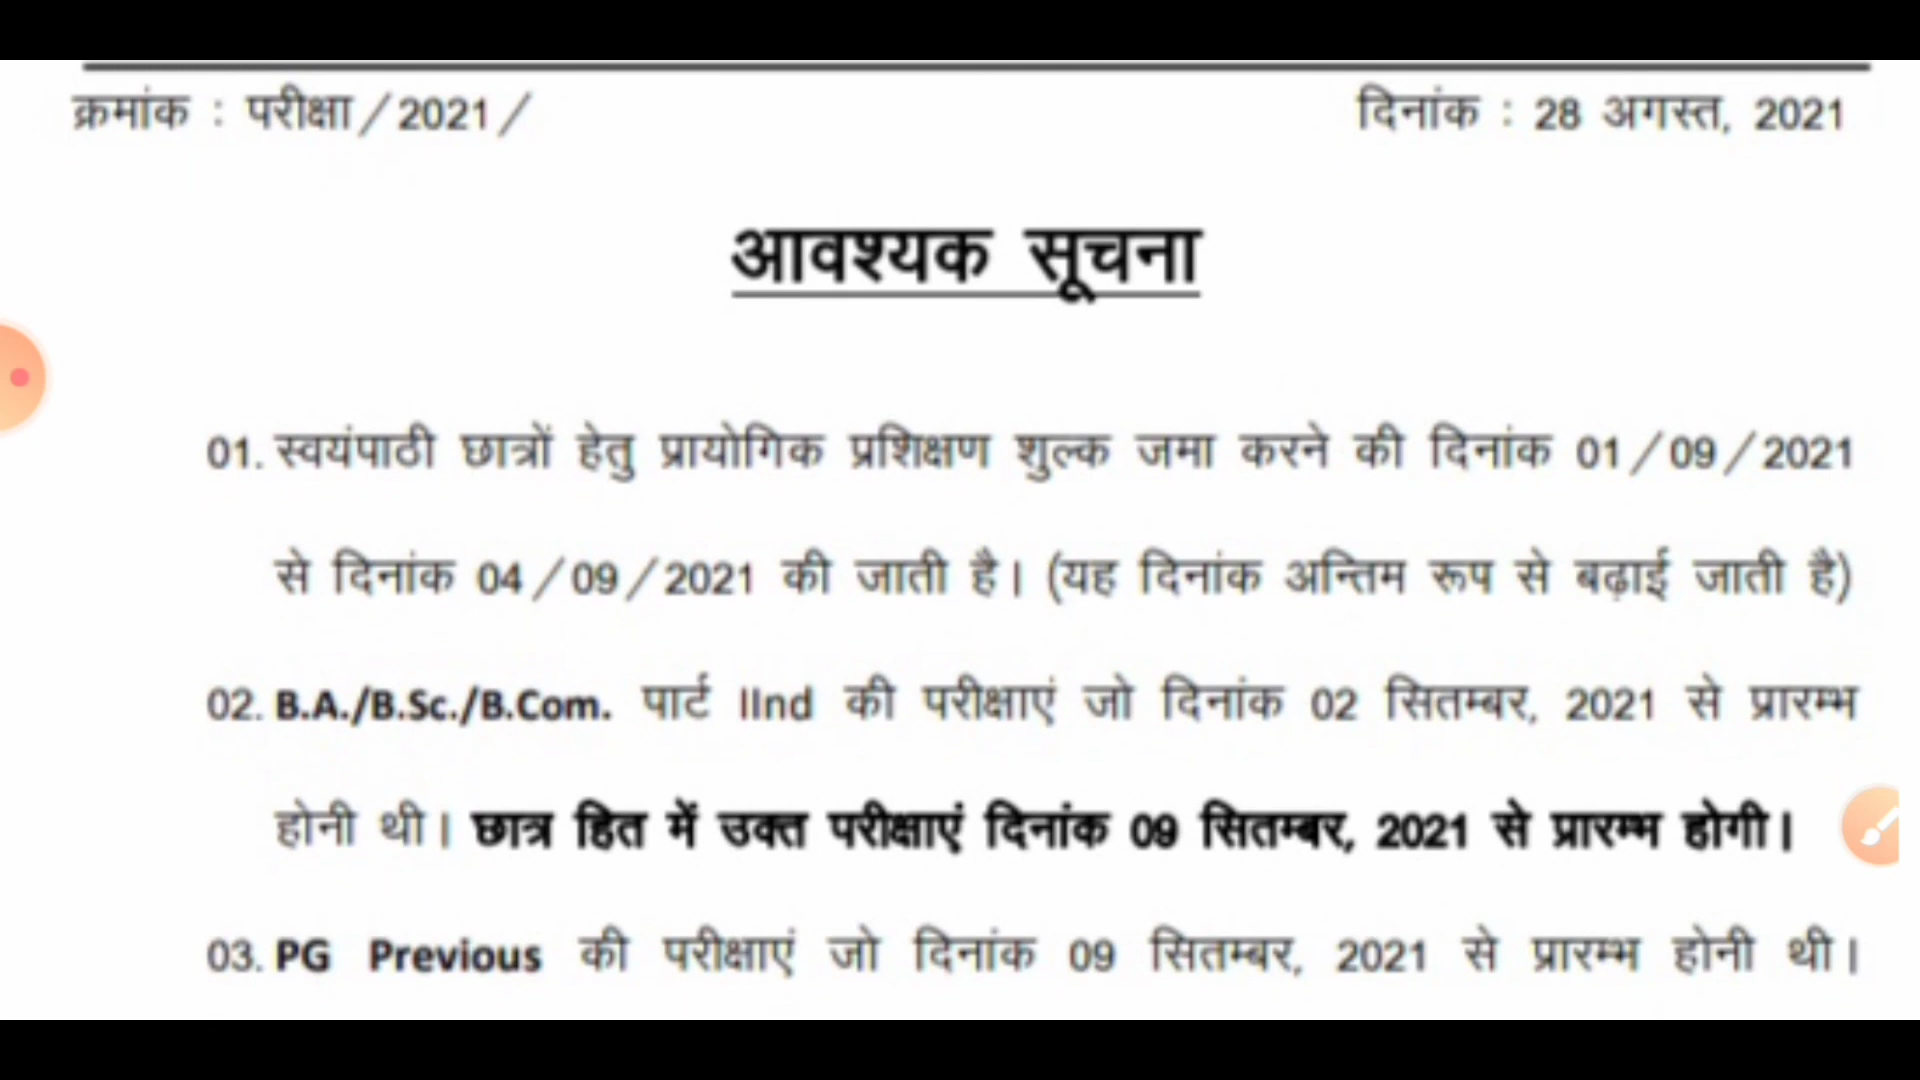 क्रमांक : परीक्षा/2021/ दिनांक : 28 अगस्त, 2021
आवश्यक सूचना
01. स्वयंपाठी छात्रों हेतु प्रायोगिक प्रशिक्षण शुल्क जमा करने की दिनांक 01/09/2021
से दिनांक 04/09/2021 की जाती है। (यह दिनांक अन्तिम रूप से बढ़ाई जाती है)
02. B.A./B.Sc./B.Com. पार्ट IInd की परीक्षाएं जो दिनांक 02 सितम्बर, 2021 से प्रारम्भ
होनी थी। छात्र हित में उक्त परीक्षाएं दिनांक 09 सितम्बर, 2021 से प्रारम्भ होगी।
03. PG Previous की परीक्षाएं जो दिनांक 09 सितम्बर, 2021 से प्रारम्भ होनी थी।